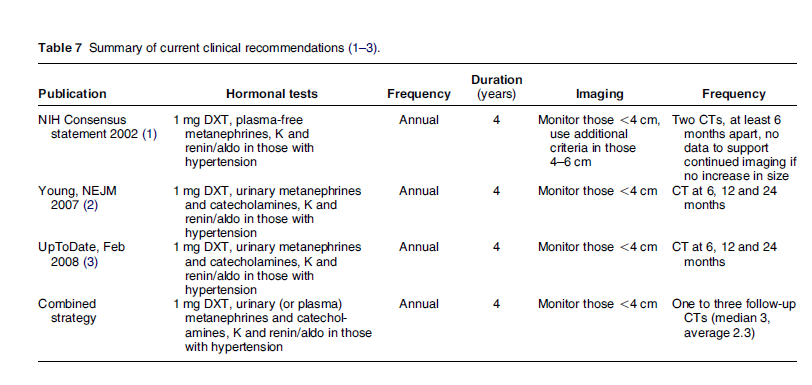 Table 7 Summary of current clinical recommendations (1–3).
Duration
Publication Hormonal tests Frequency (years) Imaging Frequency
NIH Consensus 1 mg DXT, plasma-free Annual 4 Monitor those <4 cm, Two CTs, at least 6
statement 2002 (1) metanephrines, K and use additional months apart, no
renin/aldo in those with criteria in those data to support
hypertension 4–6 cm continued imaging if
no increase in size
Young, NEJM 1 mg DXT, urinary metanephrines Annual 4 Monitor those <4 cm CT at 6, 12 and 24
2007 (2) and catecholamines, K and months
renin/aldo in those with
hypertension
UpToDate, Feb 1 mg DXT, urinary metanephrines Annual 4 Monitor those <4 cm CT at 6, 12 and 24
2008 (3) and catecholamines, K and months
renin/aldo in those with
hypertension
Combined 1 mg DXT, urinary (or plasma) Annual 4 Monitor those <4 cm One to three follow-up
strategy metanephrines and catechol- CTs (median 3,
amines, K and renin/aldo in those average 2.3)
with hypertension